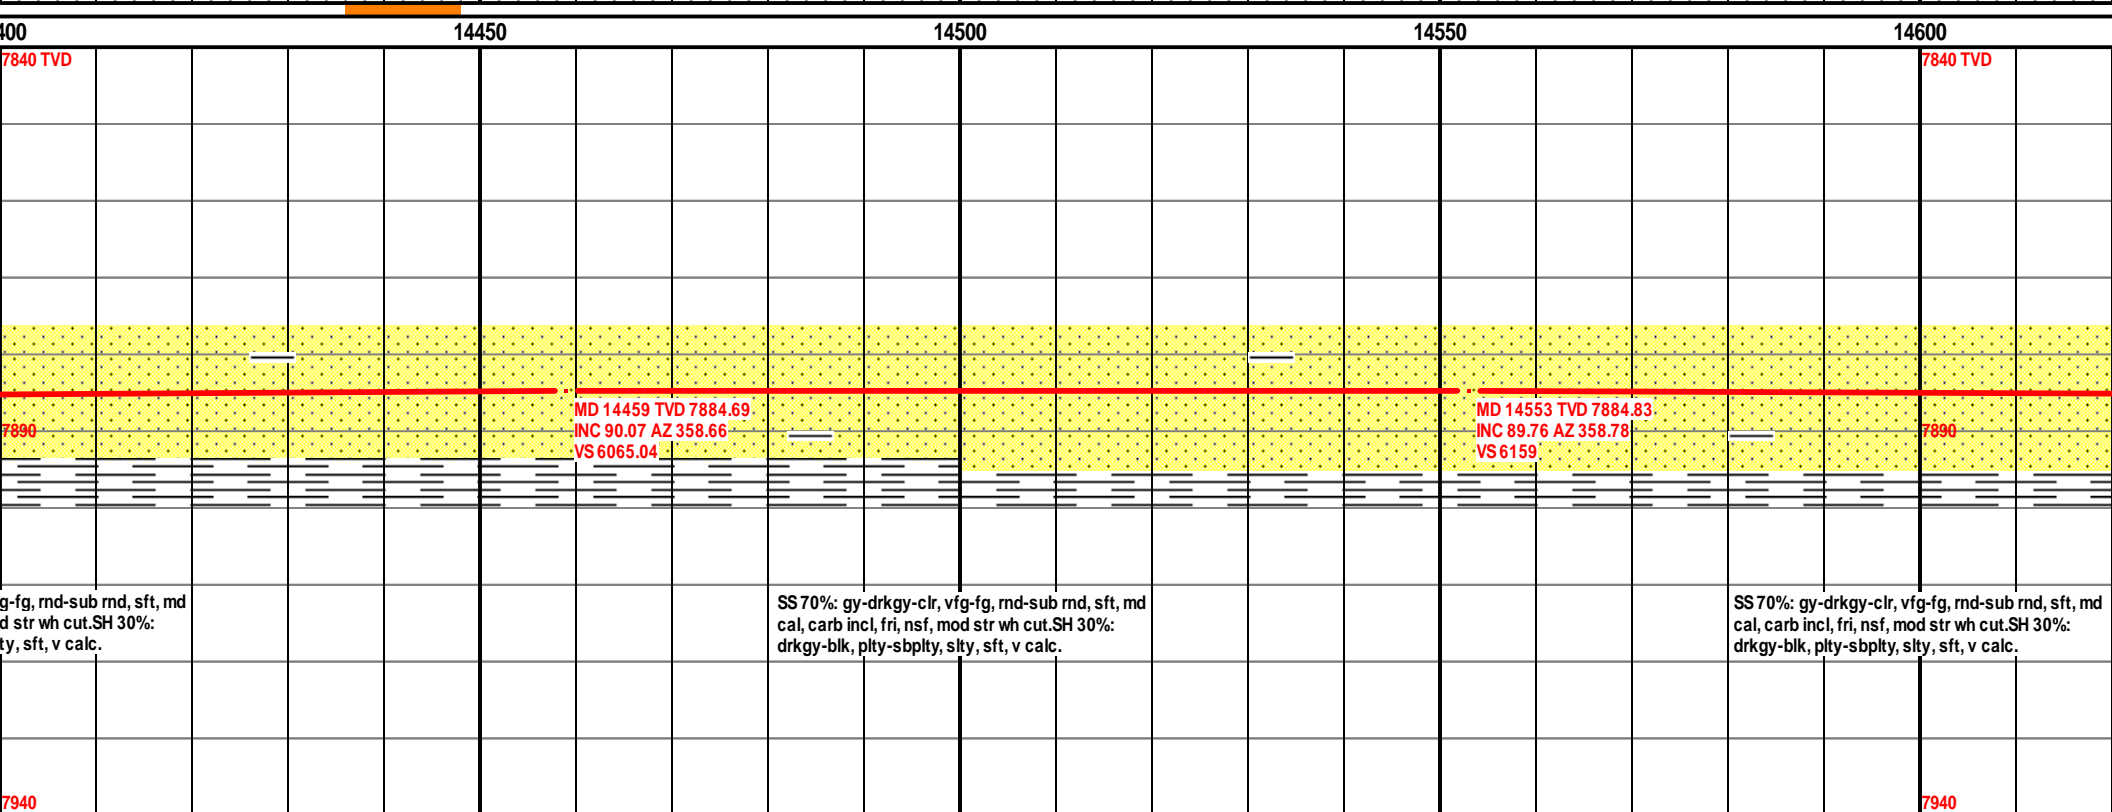 400 14450 14500 14550 14600
7840 TVD 7840 TVD
MD 14459 TVD 7884.69
INC 90.07 AZ 358.66
VS 6065.04
MD 14553 TVD 7884.83
INC 89.76 AZ 358.78
VS 6159
7890 7890
g-fg, rnd-sub rnd, sft, md
d str wh cut.SH 30%:
ty, sft, v calc.
SS 70%: gy-drkgy-clr, vfg-fg, rnd-sub rnd, sft, md
cal, carb incl, fri, nsf, mod str wh cut.SH 30%:
drkgy-blk, plty-sbplty, slty, sft, v calc.
SS 70%: gy-drkgy-clr, vfg-fg, rnd-sub rnd, sft, md
cal, carb incl, fri, nsf, mod str wh cut.SH 30%:
drkgy-blk, plty-sbplty, slty, sft, v calc.
7940 7940